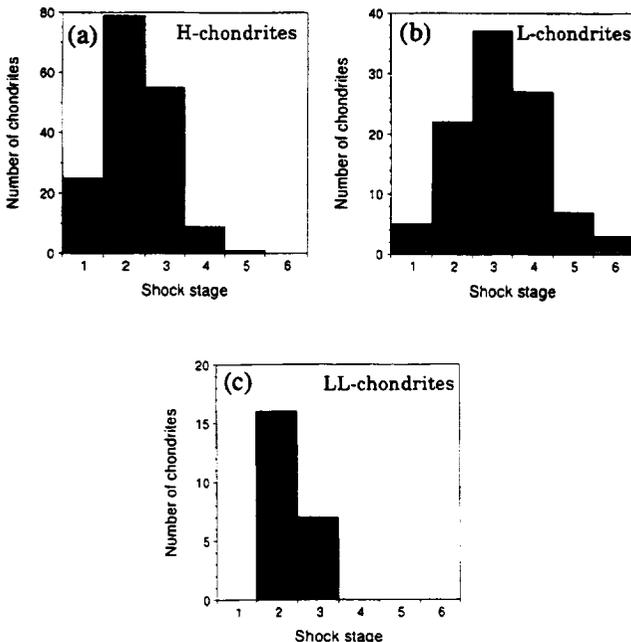 (a) H-chondrites
Number of chondrites
80
60
40
20
0
1 2 3 4 5 6
Shock stage
(b) L-chondrites
Number of chondrites
40
30
20
10
0
1 2 3 4 5 6
Shock stage
(c) LL-chondrites
Number of chondrites
20
15
10
5
0
1 2 3 4 5 6
Shock stage